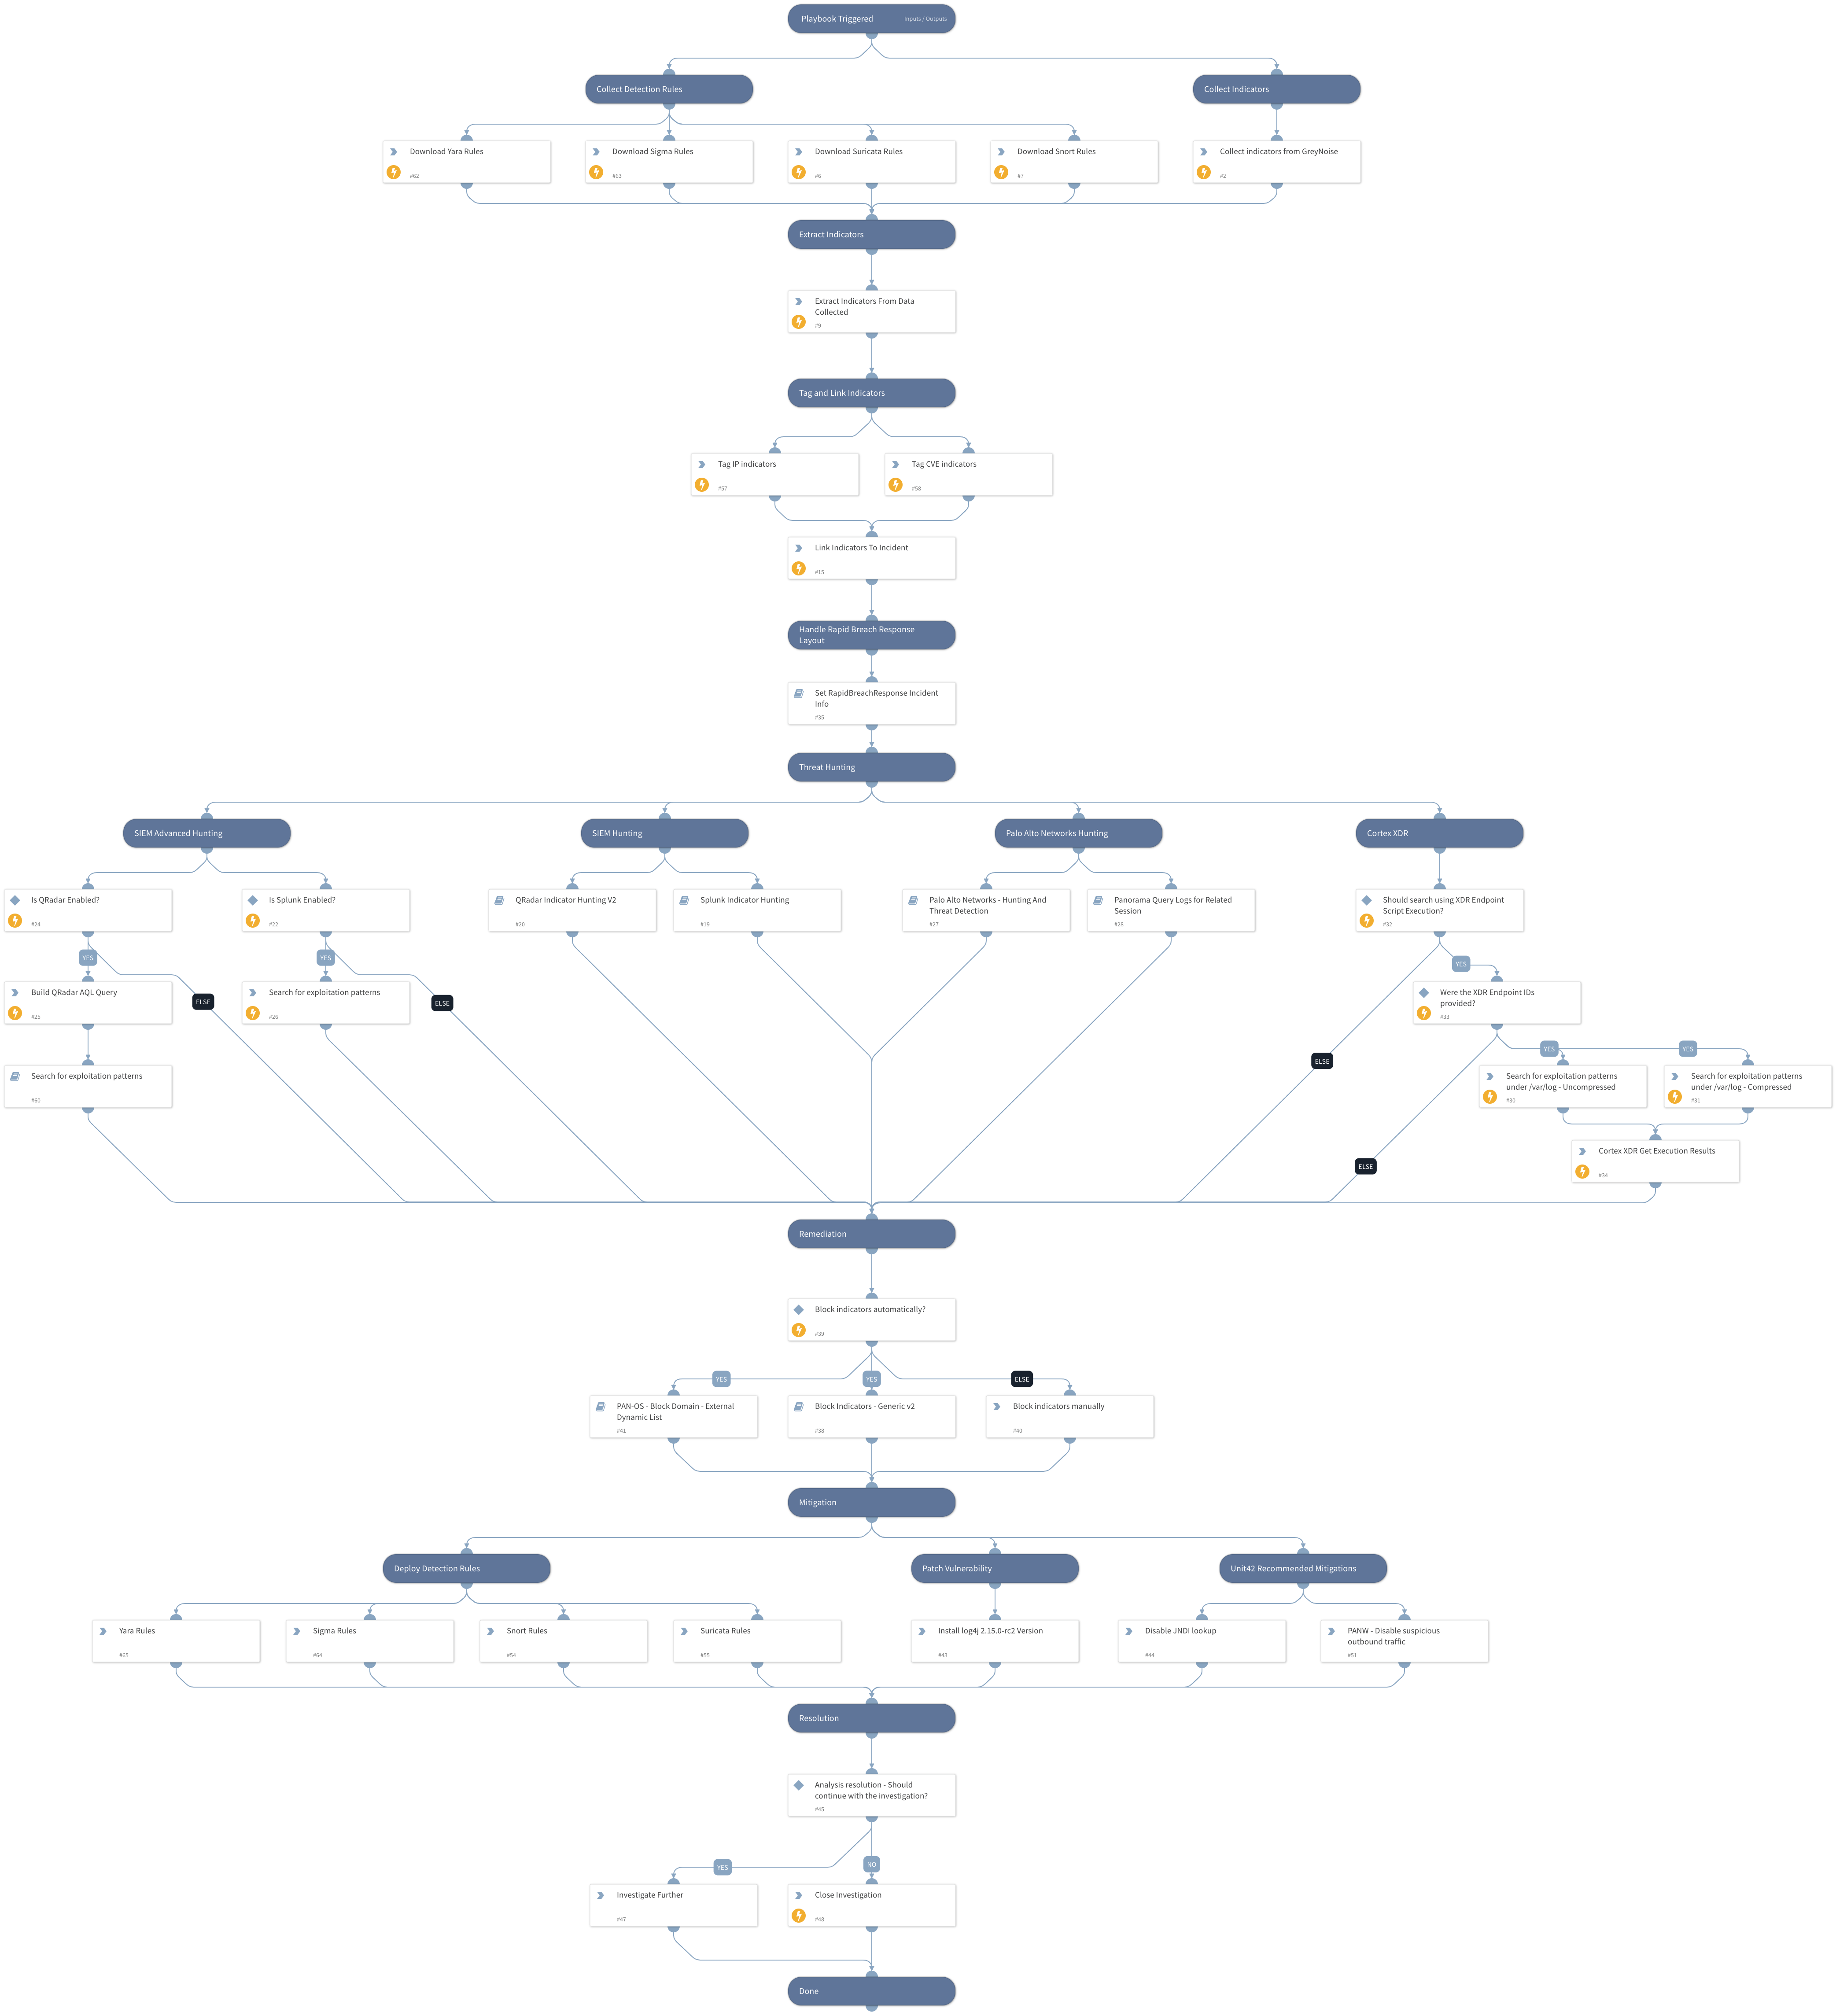 Playbook Triggered
Inputs / Outputs
Collect Detection Rules
Collect Indicators
Download Yara Rules
#62
Download Sigma Rules
#63
Download Suricata Rules
#6
Download Snort Rules
#7
Collect indicators from GreyNoise
#2
Extract Indicators
Extract Indicators From Data
Collected
#9
Tag and Link Indicators
Tag IP indicators
#57
Tag CVE indicators
#58
Link Indicators To Incident
#15
Handle Rapid Breach Response
Layout
Set RapidBreachResponse Incident
Info
#35
Threat Hunting
SIEM Advanced Hunting
SIEM Hunting
Palo Alto Networks Hunting
Cortex XDR
Is QRadar Enabled?
#24
Is Splunk Enabled?
#22
QRadar Indicator Hunting V2
#20
Splunk Indicator Hunting
#19
Palo Alto Networks - Hunting And
Threat Detection
#27
Panorama Query Logs for Related
Session
#28
Should search using XDR Endpoint
Script Execution?
#32
YES
YES
YES
Build QRadar AQL Query
#25
ELSE
Search for exploitation patterns
#26
ELSE
Were the XDR Endpoint IDs
provided?
#33
YES
YES
ELSE
Search for exploitation patterns
#60
Search for exploitation patterns
under /var/log - Uncompressed
#30
Search for exploitation patterns
under /var/log - Compressed
#31
Cortex XDR Get Execution Results
#34
ELSE
Remediation
Block indicators automatically?
#39
YES
YES
ELSE
PAN-OS - Block Domain - External
Dynamic List
#41
Block Indicators - Generic v2
#38
Block indicators manually
#40
Mitigation
Deploy Detection Rules
Patch Vulnerability
Unit42 Recommended Mitigations
Yara Rules
#65
Sigma Rules
#64
Snort Rules
#54
Suricata Rules
#55
Install log4j 2.15.0-rc2 Version
#43
Disable JNDI lookup
#44
PANW - Disable suspicious
outbound traffic
#51
Resolution
Analysis resolution - Should
continue with the investigation?
#45
YES
NO
Investigate Further
#47
Close Investigation
#48
Done